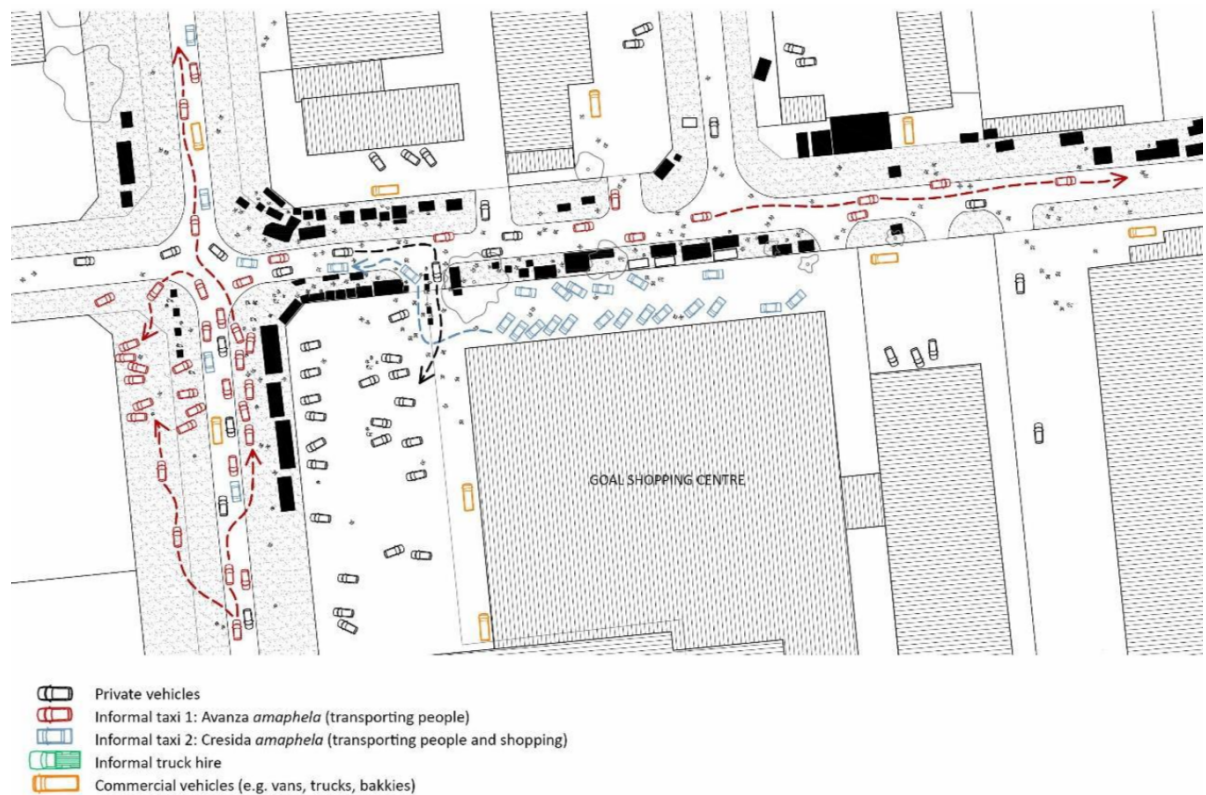 GOAL SHOPPING CENTRE
Private vehicles
Informal taxi 1: Avanza amaphela (transporting people)
Informal taxi 2: Cresida amaphela (transporting people and shopping)
Informal truck hire
Commercial vehicles (e.g. vans, trucks, bakkies)